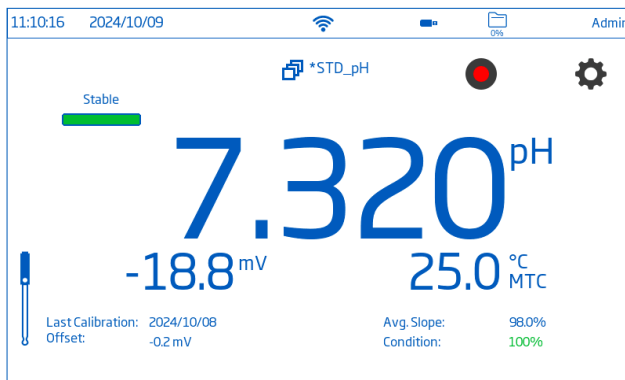 11:10:16 2024/10/09 0% Admin
*STD_pH
Stable
7.320 pH
-18.8 mV 25.0 °C MTC
Last Calibration: 2024/10/08 Avg. Slope: 98.0%
Offset: -0.2 mV Condition: 100%